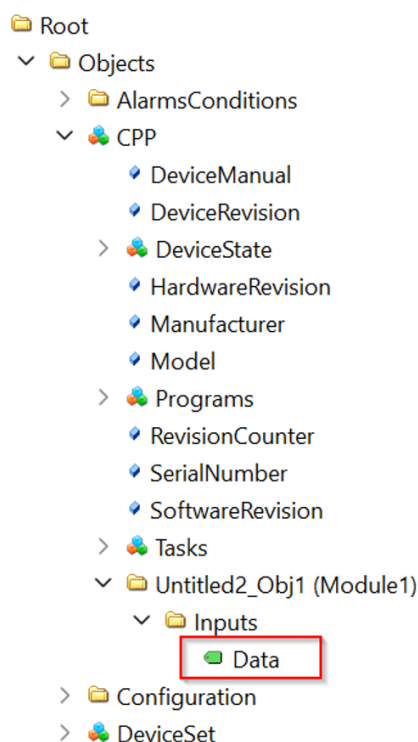 Root
Objects
AlarmsConditions
CPP
DeviceManual
DeviceRevision
DeviceState
HardwareRevision
Manufacturer
Model
Programs
RevisionCounter
SerialNumber
SoftwareRevision
Tasks
Untitled2_Obj1 (Module1)
Inputs
Data
Configuration
DeviceSet